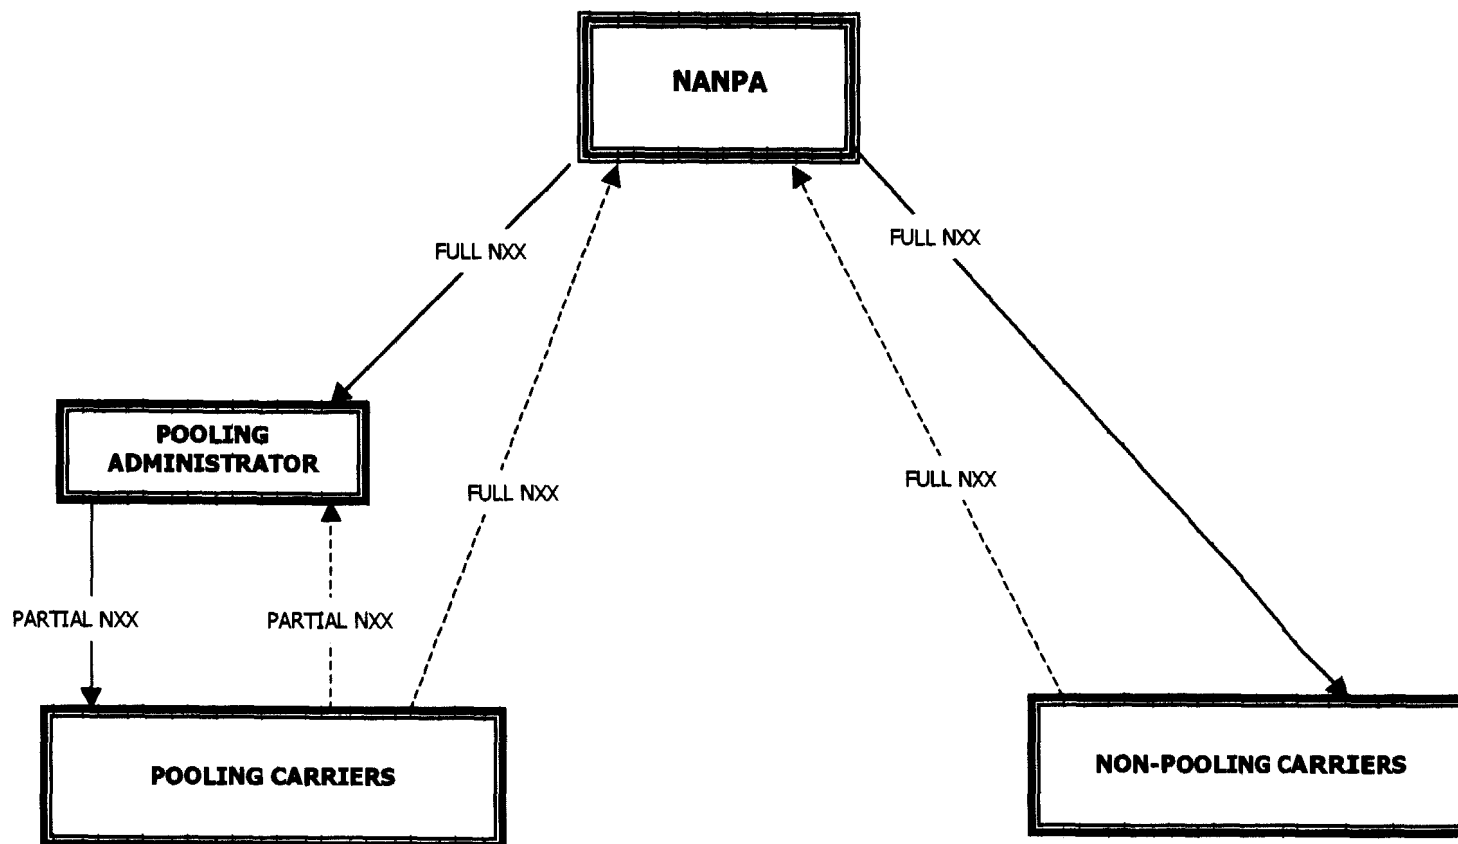 NANPA
FULL NXX
FULL NXX
POOLING
ADMINISTRATOR
FULL NXX
FULL NXX
PARTIAL NXX
PARTIAL NXX
POOLING CARRIERS
NON-POOLING CARRIERS